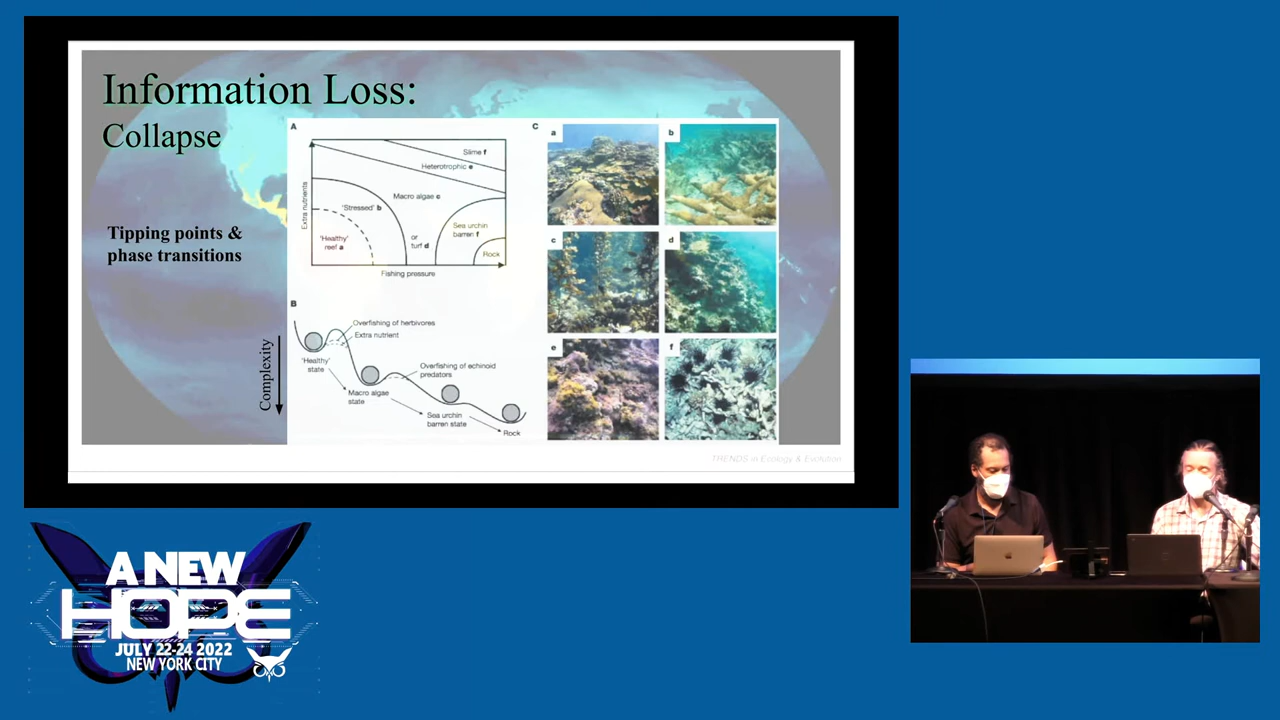 Information Loss:
Collapse
Tipping points &
phase transitions
A
Extra nutrients
Slime f
Heterotrophic e
Macro algae c
'Stressed' b
'Healthy'
reef a
or
turf d
Sea urchin
barren f
Rock
Fishing pressure
B
Complexity
Overfishing of herbivores
Extra nutrient
'Healthy'
state
Overfishing of echinoid
predators
Macro algae
state
Sea urchin
barren state
Rock
C
a
b
c
d
e
f
TRENDS in Ecology & Evolution
A NEW
HOPE
JULY 22-24 2022
NEW YORK CITY